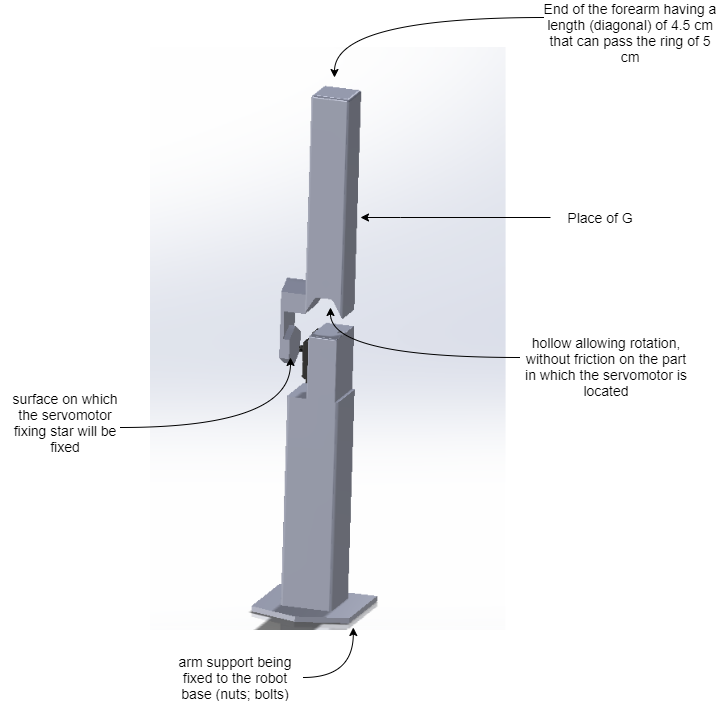 End of the forearm having a
length (diagonal) of 4.5 cm
that can pass the ring of 5
cm
Place of G
hollow allowing rotation,
without friction on the part
in which the servomotor is
located
surface on which
the servomotor
fixing star will be
fixed
arm support being
fixed to the robot
base (nuts; bolts)